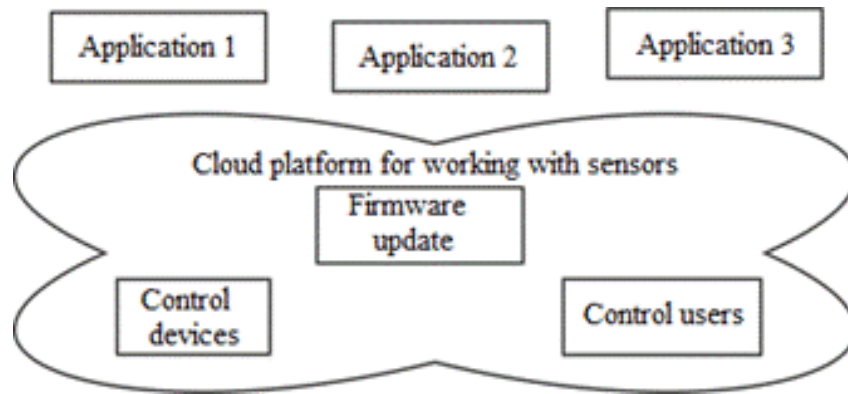 Application 1
Application 2
Application 3
Cloud platform for working with sensors
Firmware
update
Control
devices
Control users